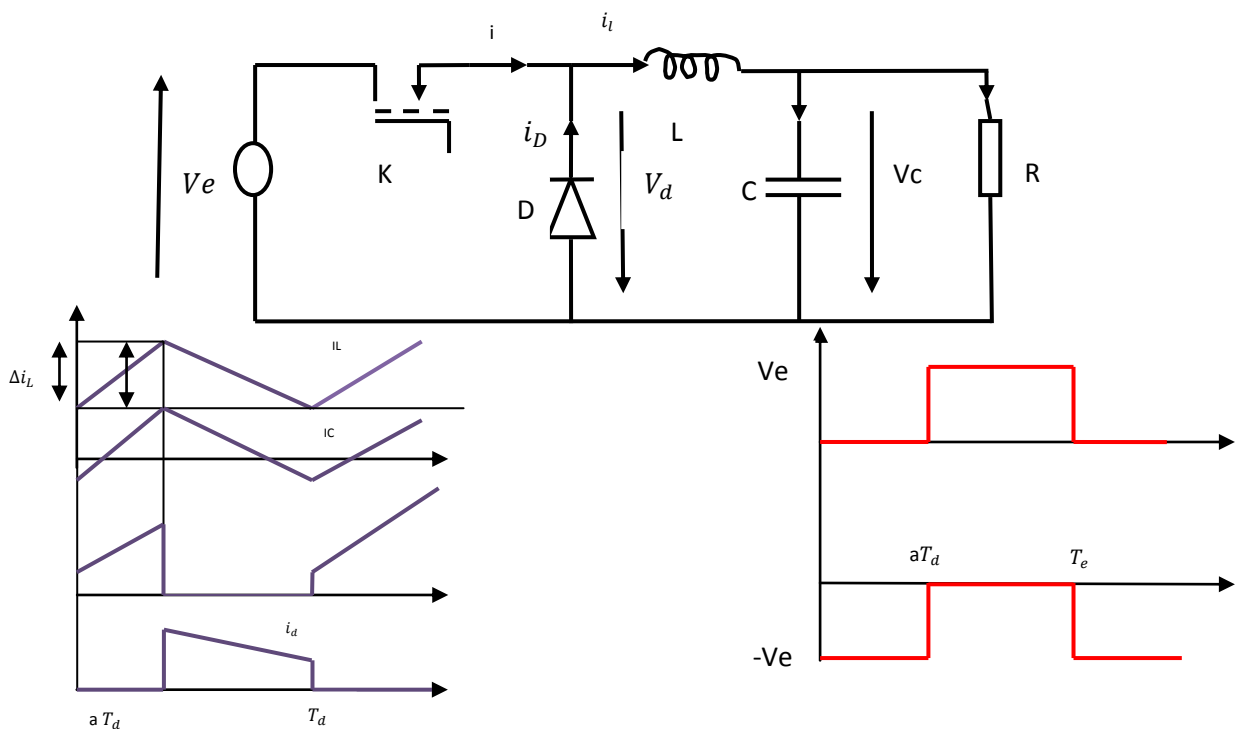 i
i_l
i_D
L
Ve
K
V_d
Vc
R
C
D
IL
Δi_L
Ve
IC
aT_d
T_e
i_d
-Ve
a T_d
T_d